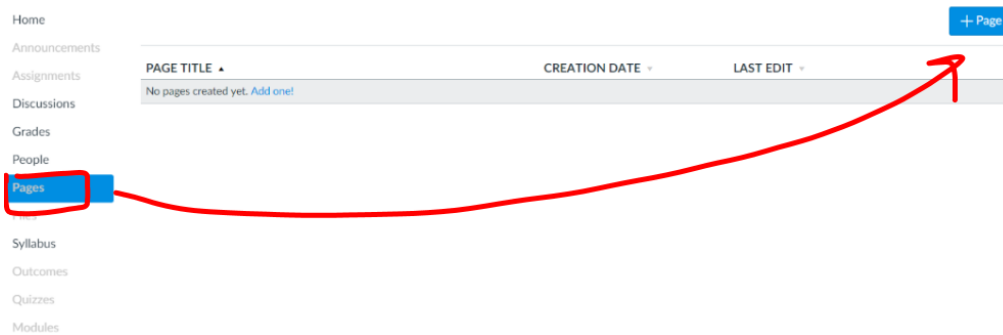 Home
+ Page
Announcements
PAGE TITLE CREATION DATE LAST EDIT
Assignments
No pages created yet. Add one!
Discussions
Grades
People
Pages
Files
Syllabus
Outcomes
Quizzes
Modules